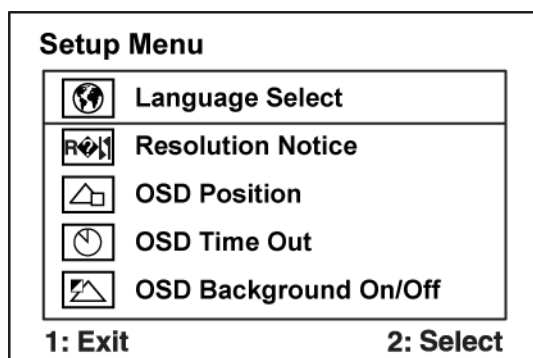 Setup Menu
Language Select
Resolution Notice
OSD Position
OSD Time Out
OSD Background On/Off
1: Exit 2: Select